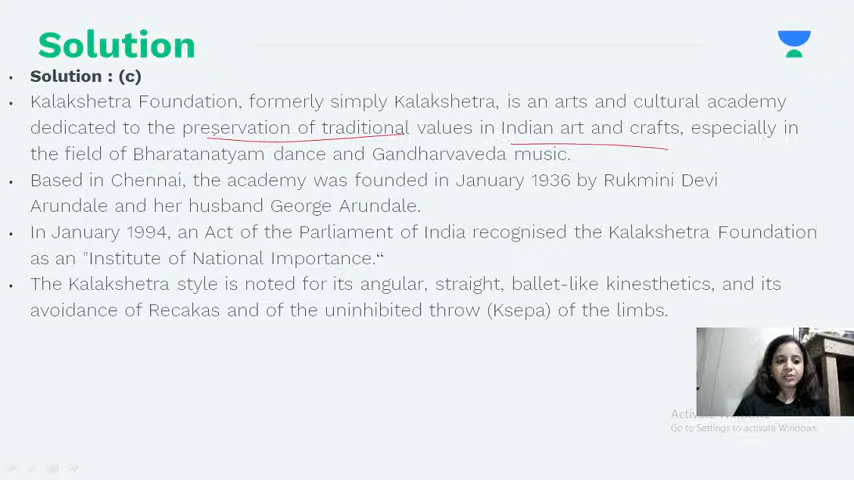 Solution
• Solution : (c)
• Kalakshetra Foundation, formerly simply Kalakshetra, is an arts and cultural academy
dedicated to the preservation of traditional values in Indian art and crafts, especially in
the field of Bharatanatyam dance and Gandharvaveda music.
• Based in Chennai, the academy was founded in January 1936 by Rukmini Devi
Arundale and her husband George Arundale.
• In January 1994, an Act of the Parliament of India recognised the Kalakshetra Foundation
as an "Institute of National Importance.“
• The Kalakshetra style is noted for its angular, straight, ballet-like kinesthetics, and its
avoidance of Recakas and of the uninhibited throw (Ksepa) of the limbs.
Activate Windows
Go to Settings to activate Windows